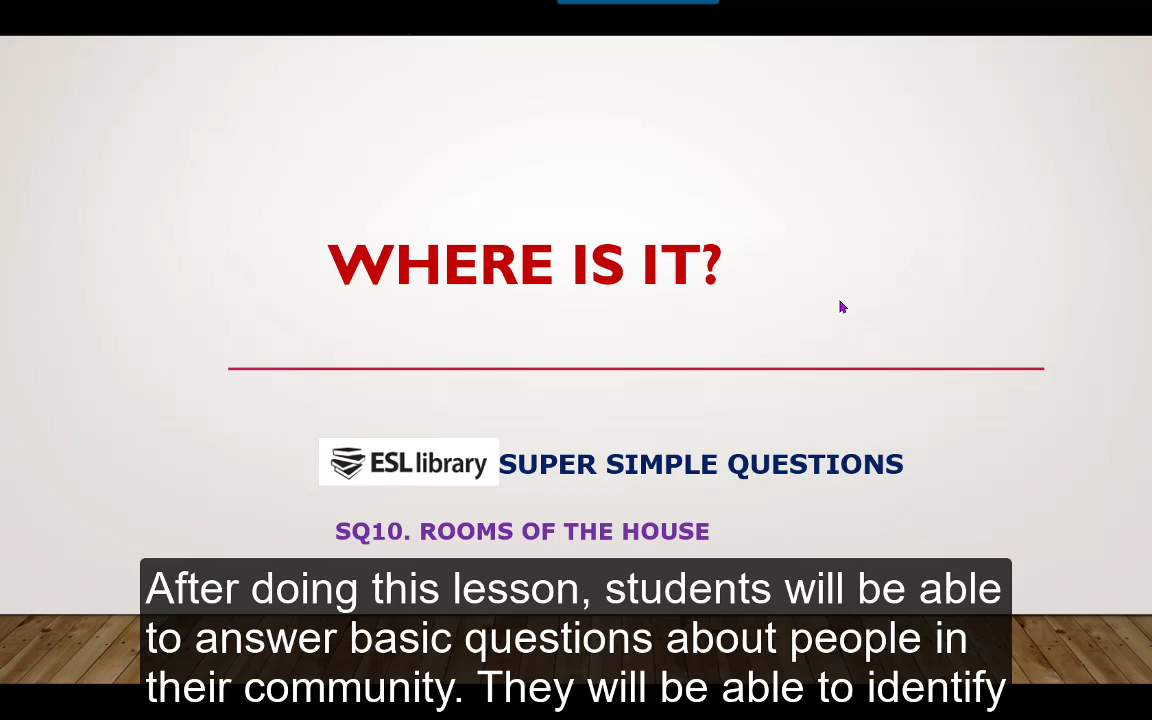 WHERE IS IT?
ESL library SUPER SIMPLE QUESTIONS
SQ10. ROOMS OF THE HOUSE
After doing this lesson, students will be able
to answer basic questions about people in
their community. They will be able to identify